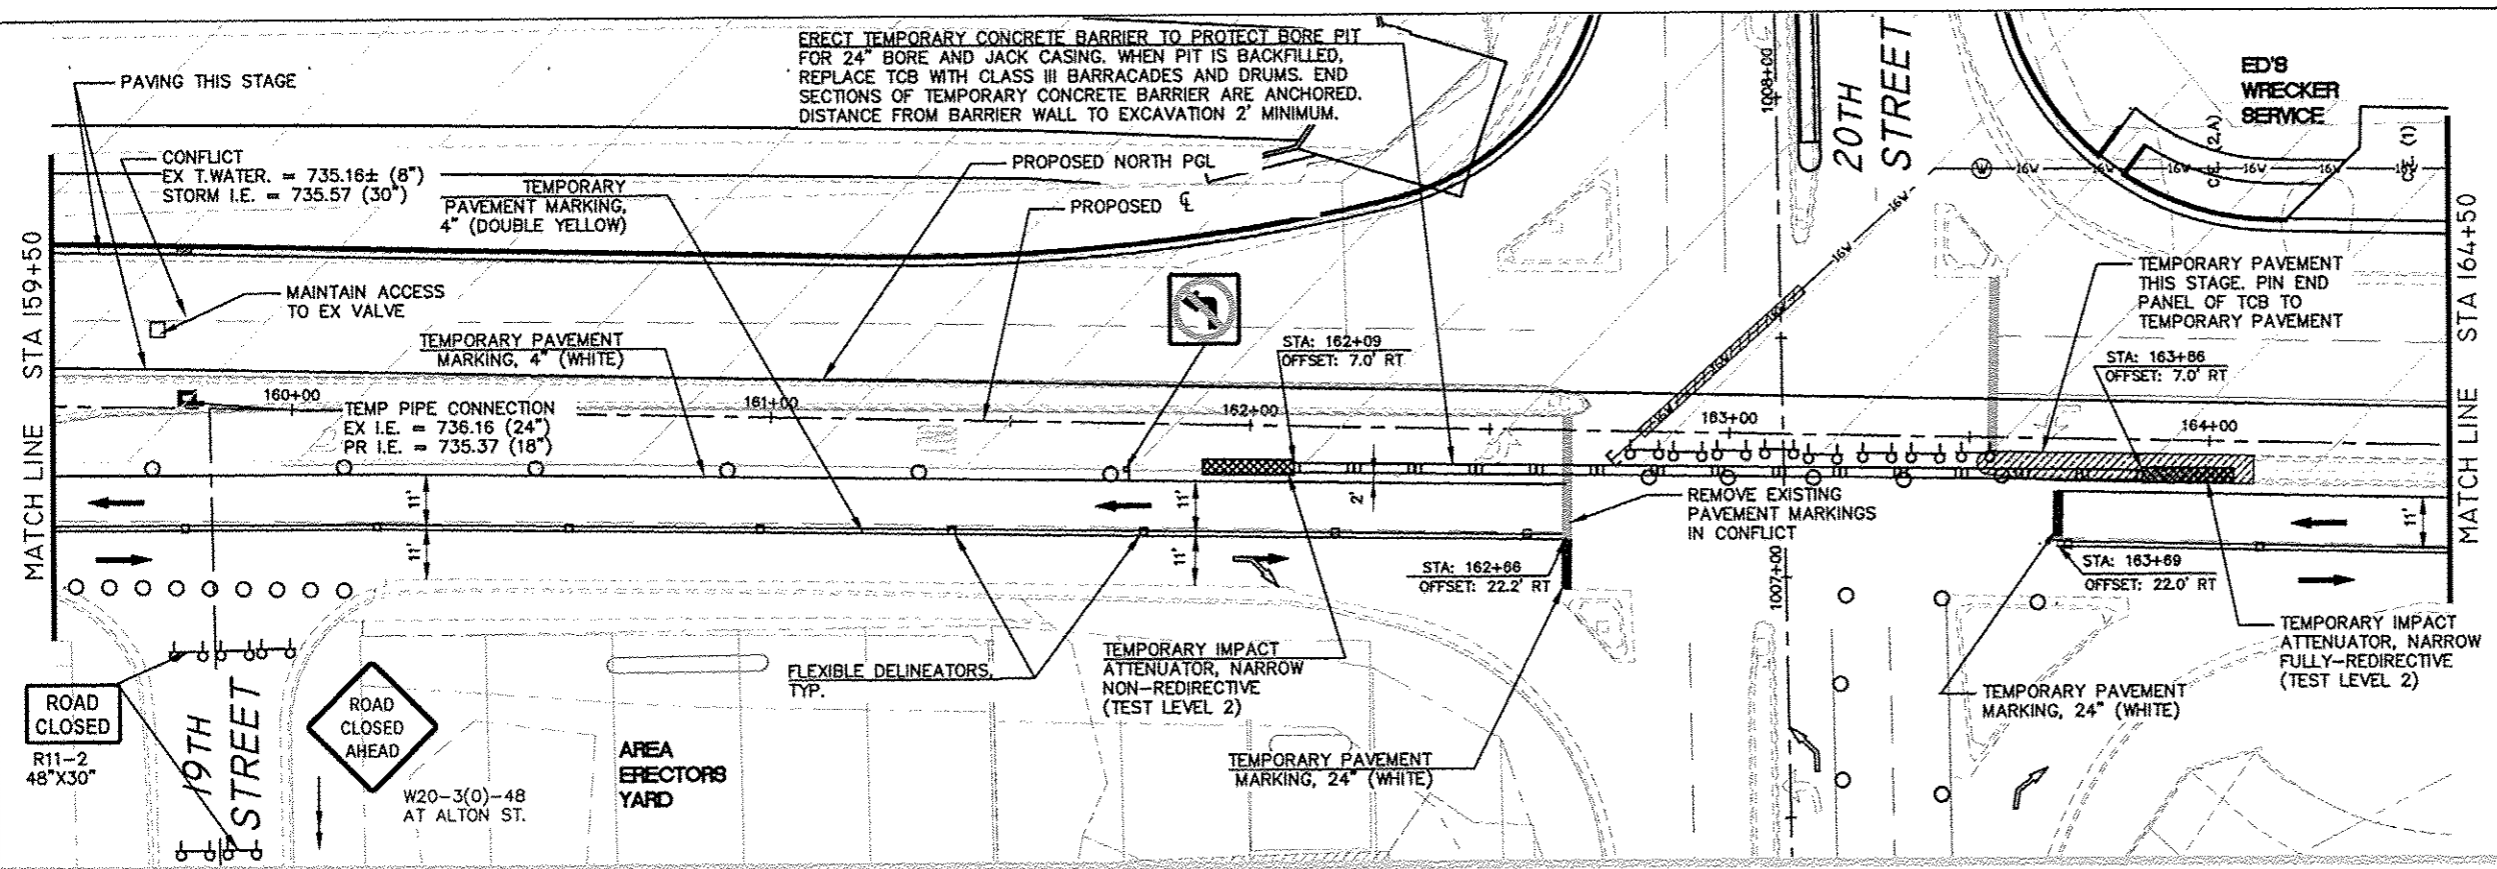 ERECT TEMPORARY CONCRETE BARRIER TO PROTECT BORE PIT
FOR 24" BORE AND JACK CASING. WHEN PIT IS BACKFILLED,
REPLACE TCB WITH CLASS III BARRACADES AND DRUMS. END
SECTIONS OF TEMPORARY CONCRETE BARRIER ARE ANCHORED.
DISTANCE FROM BARRIER WALL TO EXCAVATION 2' MINIMUM.
PAVING THIS STAGE
CONFLICT
EX T.WATER. = 735.16± (8")
STORM I.E. = 735.57 (30")
TEMPORARY
PAVEMENT MARKING,
4" (DOUBLE YELLOW)
PROPOSED NORTH PGL
PROPOSED ℄
1008+00
20TH
STREET
ED'S
WRECKER
SERVICE
C.E. (2.A)
C.E. (1)
W
16W
16W
16W
16W
16W
16W
16W
MATCH LINE STA 159+50
MAINTAIN ACCESS
TO EX VALVE
TEMPORARY PAVEMENT
MARKING, 4" (WHITE)
STA: 162+09
OFFSET: 7.0' RT
TEMPORARY PAVEMENT
THIS STAGE. PIN END
PANEL OF TCB TO
TEMPORARY PAVEMENT
STA: 163+86
OFFSET: 7.0' RT
MATCH LINE STA 164+50
160+00
161+00
162+00
163+00
164+00
TEMP PIPE CONNECTION
EX I.E. = 736.16 (24")
PR I.E. = 735.37 (18")
11'
11'
11'
11'
2'
11'
REMOVE EXISTING
PAVEMENT MARKINGS
IN CONFLICT
STA: 162+66
OFFSET: 22.2' RT
1007+00
STA: 163+69
OFFSET: 22.0' RT
FLEXIBLE DELINEATORS,
TYP.
TEMPORARY IMPACT
ATTENUATOR, NARROW
NON-REDIRECTIVE
(TEST LEVEL 2)
TEMPORARY IMPACT
ATTENUATOR, NARROW
FULLY-REDIRECTIVE
(TEST LEVEL 2)
TEMPORARY PAVEMENT
MARKING, 24" (WHITE)
TEMPORARY PAVEMENT
MARKING, 24" (WHITE)
ROAD
CLOSED
R11-2
48"X30"
19TH
STREET
ROAD
CLOSED
AHEAD
W20-3(0)-48
AT ALTON ST.
AREA
ERECTORS
YARD